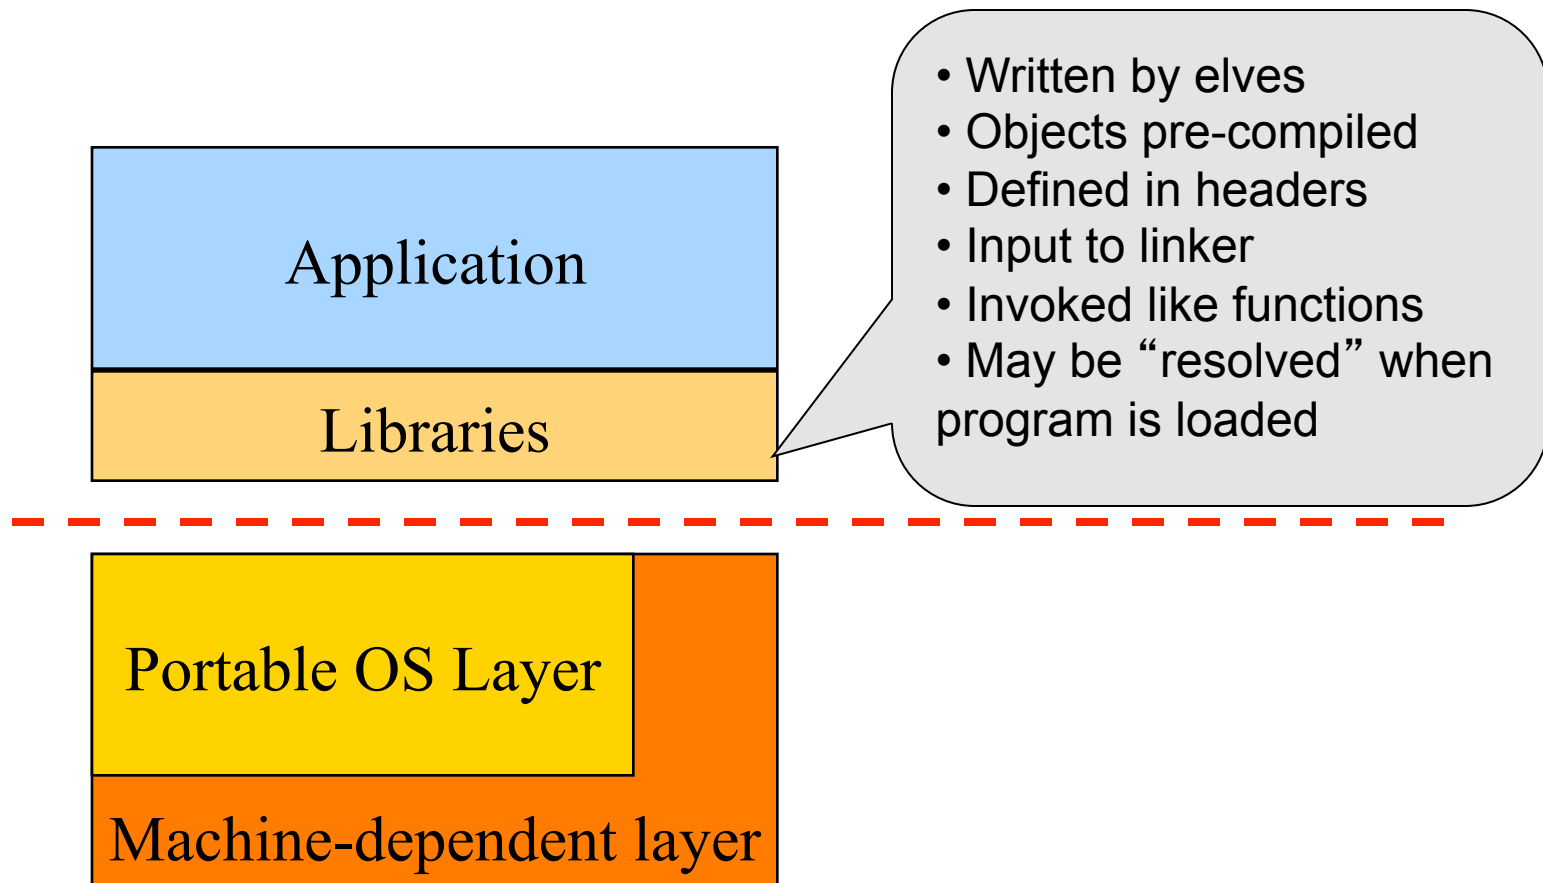 • Written by elves
• Objects pre-compiled
• Defined in headers
• Input to linker
• Invoked like functions
• May be “resolved” when
program is loaded
Application
Libraries
Portable OS Layer
Machine-dependent layer